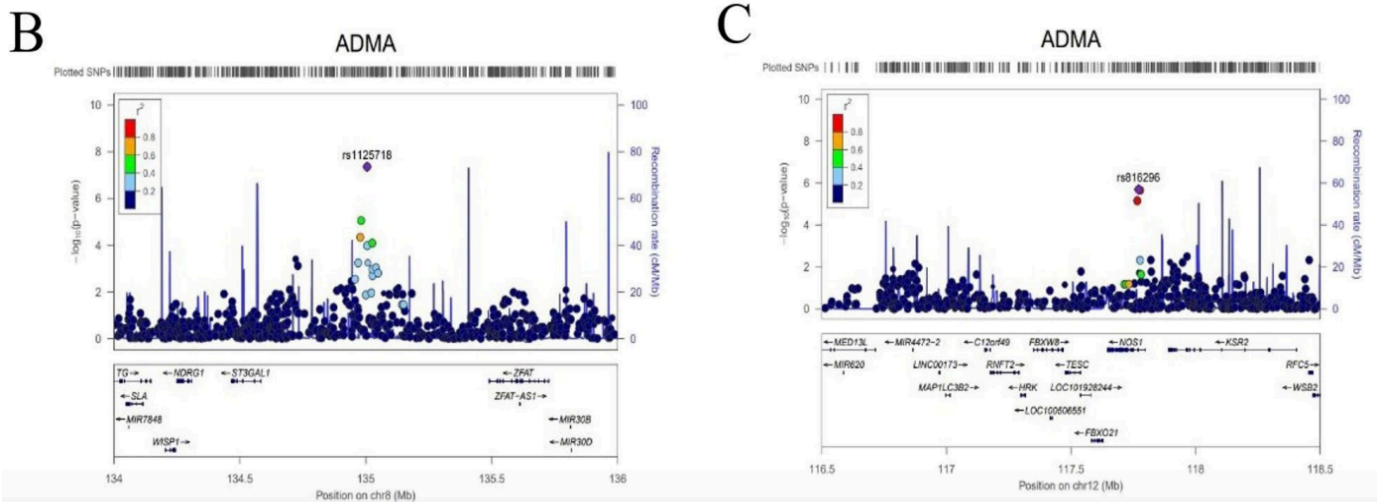 B
ADMA
Plotted SNPs
10
8
6
4
2
0
−log10(p−value)
r2
0.8
0.6
0.4
0.2
rs1125718
100
80
60
40
20
0
Recombination rate (cM/Mb)
TG→
←NDRG1
←ST3GAL1
←ZFAT
←SLA
ZFAT−AS1→
←MIR7848
←MIR30B
WISP1→
←MIR30D
134
134.5
135
135.5
136
Position on chr8 (Mb)
C
ADMA
Plotted SNPs
10
8
6
4
2
0
−log10(p−value)
r2
0.8
0.6
0.4
0.2
rs816296
100
80
60
40
20
0
Recombination rate (cM/Mb)
←MED13L
←MIR4472−2
←C12orf49
FBXW8→
←NOS1
←KSR2
←MIR620
LINC00173→
RNFT2→
←TESC
RFC5→
MAP1LC3B2→
←HRK
LOC101928244→
←WSB2
←LOC100506551
←FBXO21
116.5
117
117.5
118
118.5
Position on chr12 (Mb)